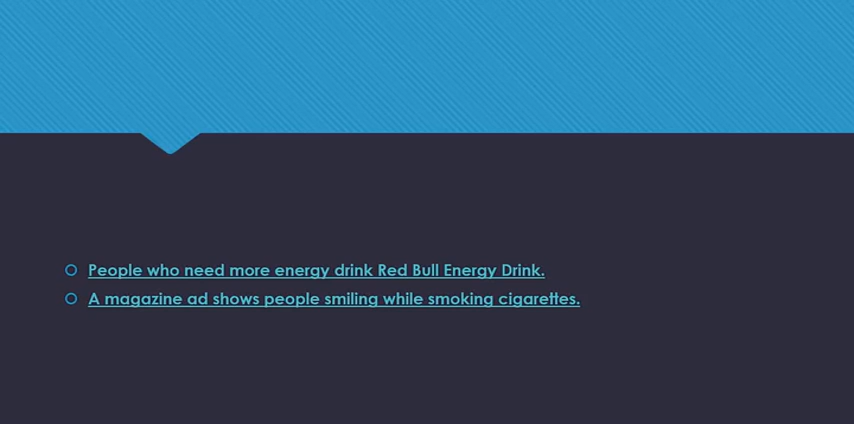 People who need more energy drink Red Bull Energy Drink.
A magazine ad shows people smiling while smoking cigarettes.